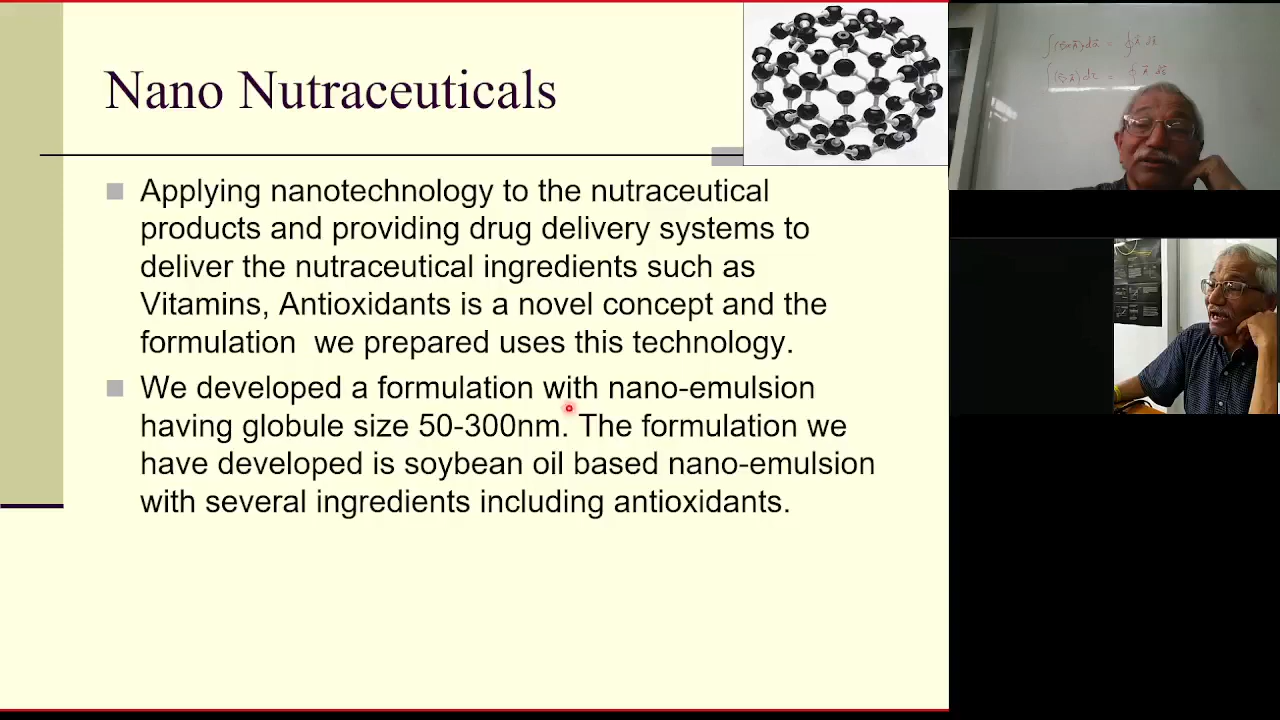 Nano Nutraceuticals
Applying nanotechnology to the nutraceutical
products and providing drug delivery systems to
deliver the nutraceutical ingredients such as
Vitamins, Antioxidants is a novel concept and the
formulation we prepared uses this technology.
We developed a formulation with nano-emulsion
having globule size 50-300nm. The formulation we
have developed is soybean oil based nano-emulsion
with several ingredients including antioxidants.